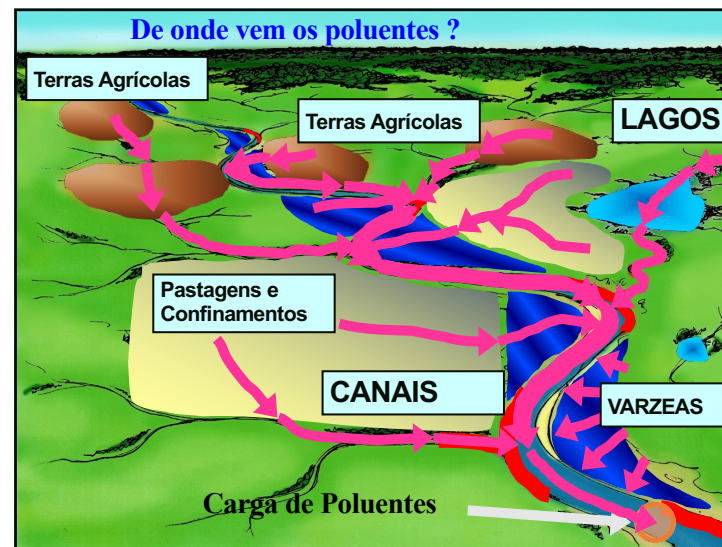 De onde vem os poluentes ?
Terras Agrícolas
Terras Agrícolas
LAGOS
Pastagens e
Confinamentos
CANAIS
VARZEAS
Carga de Poluentes